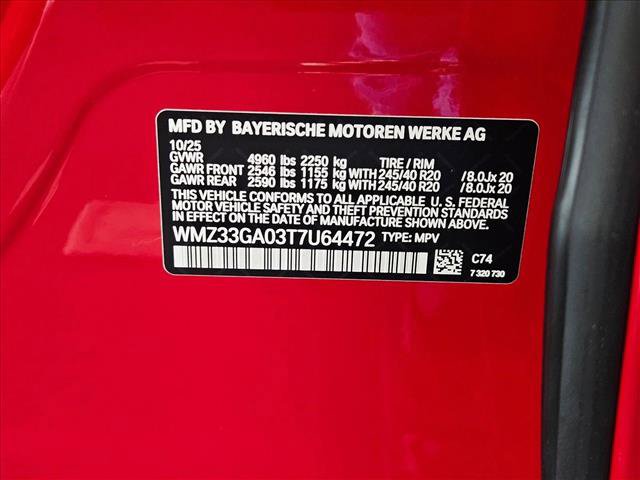 MFD BY BAYERISCHE MOTOREN WERKE AG
10/25
GVWR 4960 lbs 2250 kg TIRE / RIM
GAWR FRONT 2546 lbs 1155 kg WITH 245/40 R20 /8.0Jx 20
GAWR REAR 2590 lbs 1175 kg WITH 245/40 R20 /8.0Jx 20
THIS VEHICLE CONFORMS TO ALL APPLICABLE U. S. FEDERAL
MOTOR VEHICLE SAFETY AND THEFT PREVENTION STANDARDS
IN EFFECT ON THE DATE OF MANUFACTURE SHOWN ABOVE.
WMZ33GA03T7U64472 TYPE: MPV
C74
7 320 730